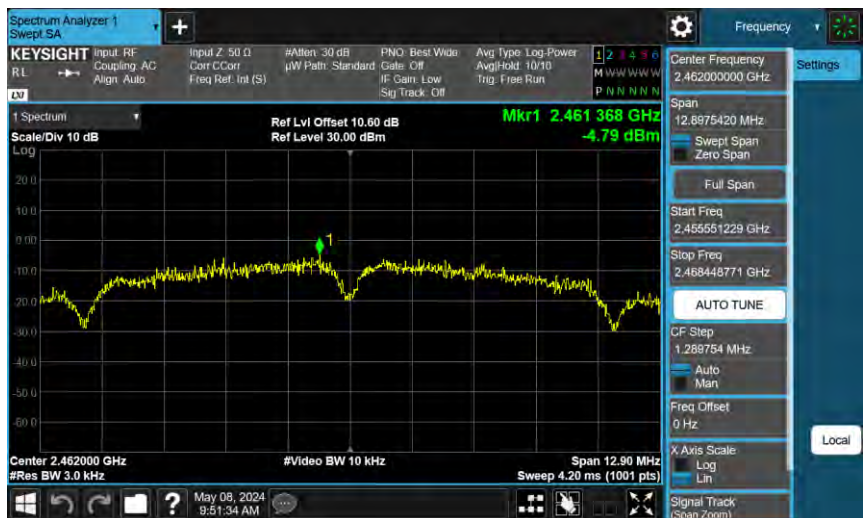 Spectrum Analyzer 1
Swept SA
+
Frequency
KEYSIGHT
RL
LXI
Input: RF
Coupling: AC
Align: Auto
Input Z: 50 Ω
Corr CCorr
Freq Ref: Int (S)
#Atten: 30 dB
µW Path: Standard
PNO: Best Wide
Gate: Off
IF Gain: Low
Sig Track: Off
Avg Type: Log-Power
Avg|Hold: 10/10
Trig: Free Run
1 2 3 4 5 6
M W W W W W
P N N N N N
1 Spectrum
Scale/Div 10 dB
Log
Ref Lvl Offset 10.60 dB
Ref Level 30.00 dBm
Mkr1 2.461 368 GHz
-4.79 dBm
20.0
10.0
0.00
-10.0
-20.0
-30.0
-40.0
-50.0
-60.0
1
Center 2.462000 GHz
#Res BW 3.0 kHz
#Video BW 10 kHz
Span 12.90 MHz
Sweep 4.20 ms (1001 pts)
Center Frequency
2.462000000 GHz
Span
12.8975420 MHz
Swept Span
Zero Span
Full Span
Start Freq
2.455551229 GHz
Stop Freq
2.468448771 GHz
AUTO TUNE
CF Step
1.289754 MHz
Auto
Man
Freq Offset
0 Hz
X Axis Scale
Log
Lin
Signal Track
(Span Zoom)
Settings
Local
?
May 08, 2024
9:51:34 AM